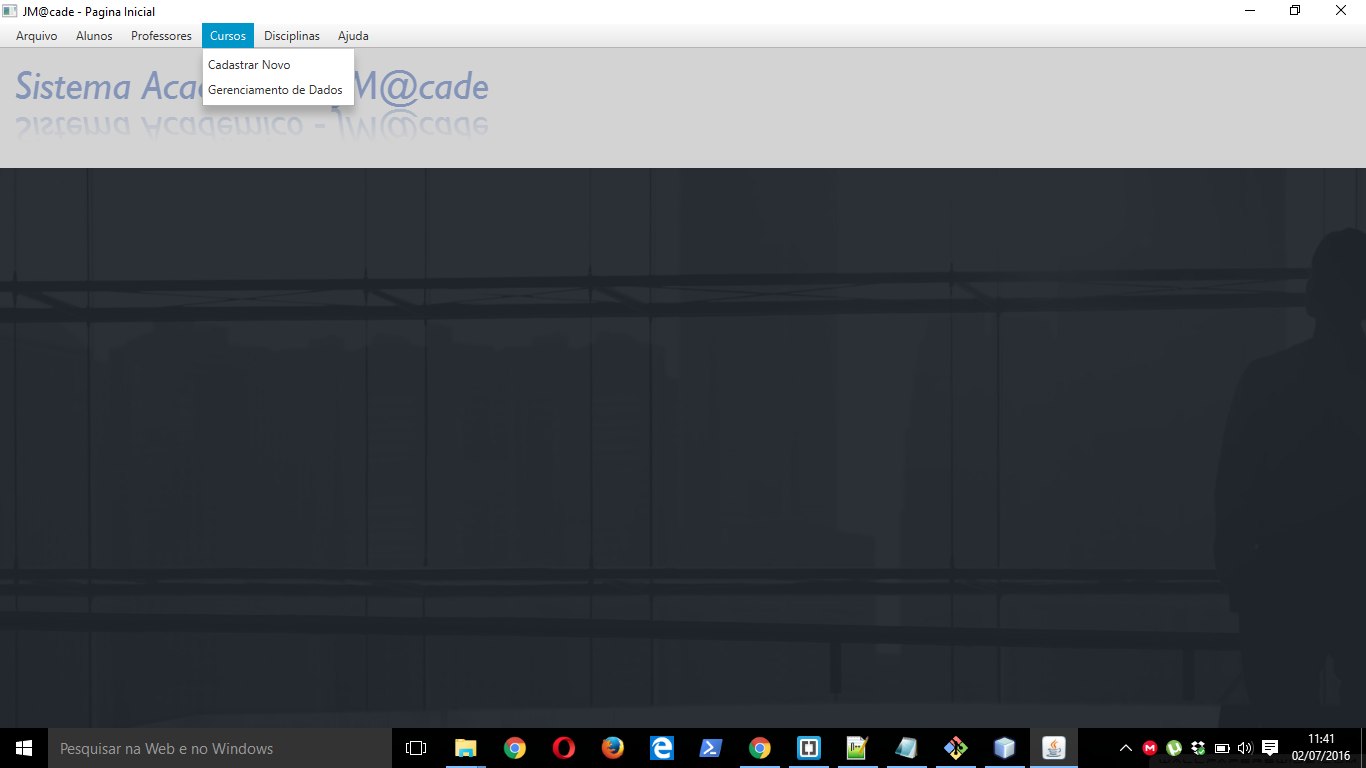 JM@cade - Pagina Inicial
Arquivo Alunos Professores Cursos Disciplinas Ajuda
Cadastrar Novo
Gerenciamento de Dados
Sistema Aca M@cade
Pesquisar na Web e no Windows
11:41
02/07/2016